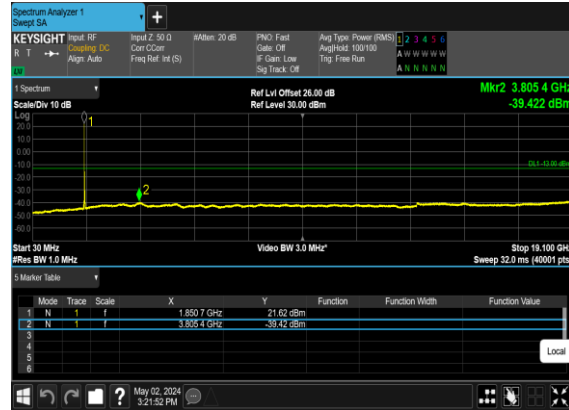 Spectrum Analyzer 1
Swept SA
+
KEYSIGHT Input: RF Input Z: 50 Ω #Atten: 20 dB PNO: Fast Avg Type: Power (RMS) 1 2 3 4 5 6
R T Coupling: DC Corr CCorr Gate: Off Avg|Hold: 100/100 A W W W W W
Align: Auto Freq Ref: Int (S) IF Gain: Low Trig: Free Run
Sig Track: Off A N N N N N
1 Spectrum Ref Lvl Offset 26.00 dB Mkr2 3.805 4 GHz
Scale/Div 10 dB Ref Level 30.00 dBm -39.422 dBm
Log
20.0
10.0
0.00
-10.0
-20.0
-30.0
-40.0
-50.0
-60.0
1
DL1 -13.00 dBm
2
Start 30 MHz Video BW 3.0 MHz* Stop 19.100 GHz
#Res BW 1.0 MHz Sweep 32.0 ms (40001 pts)
5 Marker Table
Mode Trace Scale X Y Function Function Width Function Value
1 N 1 f 1.850 7 GHz 21.62 dBm
2 N 1 f 3.805 4 GHz -39.42 dBm
3
4
5
6
Local
? May 02, 2024
3:21:52 PM